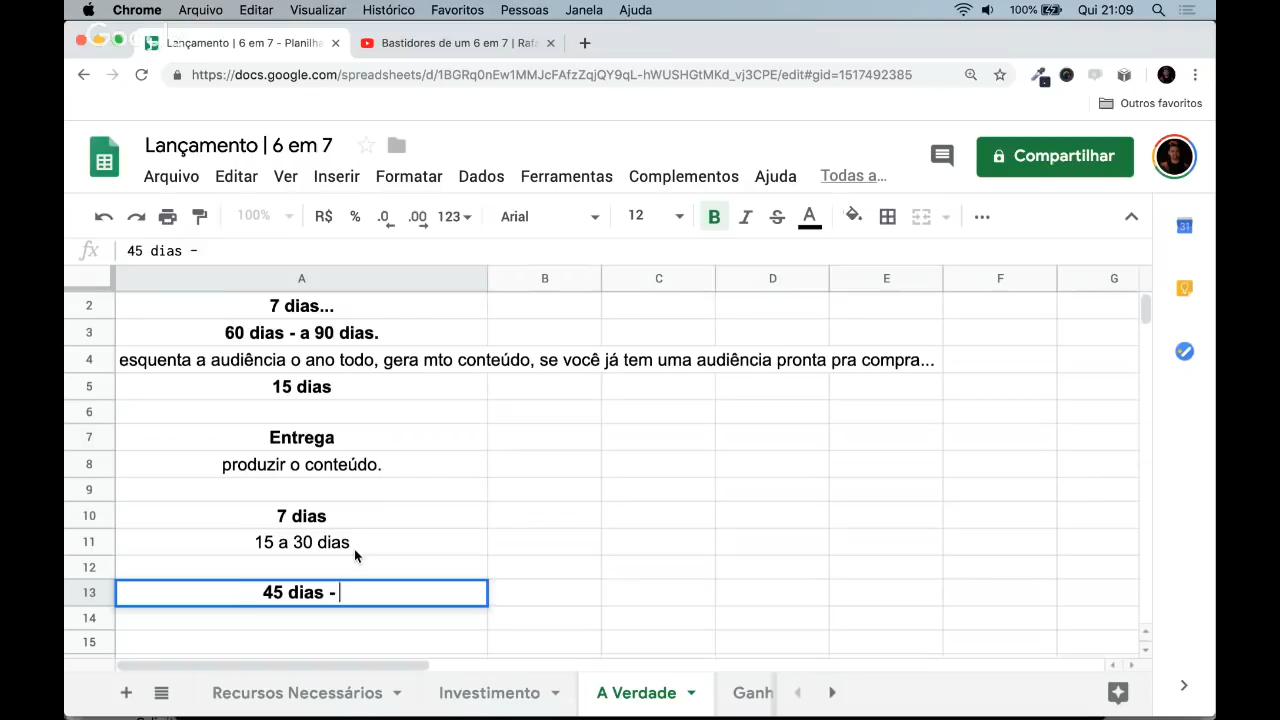 Chrome Arquivo Editar Visualizar Histórico Favoritos Pessoas Janela Ajuda 100% Qui 21:09
Lançamento | 6 em 7 - Planilha × Bastidores de um 6 em 7 | Rafa × +
https://docs.google.com/spreadsheets/d/1BGRq0nEw1MMJcFAfzZqjQY9qL-hWUSHGtMKd_vj3CPE/edit#gid=1517492385
Outros favoritos
Lançamento | 6 em 7
Compartilhar
Arquivo Editar Ver Inserir Formatar Dados Ferramentas Complementos Ajuda Todas a...
100% R$ % .0 .00 123 Arial 12 B I S A ...
fx 45 dias -
A B C D E F G
2 7 dias...
3 60 dias - a 90 dias.
4 esquenta a audiência o ano todo, gera mto conteúdo, se você já tem uma audiência pronta pra compra...
5 15 dias
6
7 Entrega
8 produzir o conteúdo.
9
10 7 dias
11 15 a 30 dias
12
13 45 dias -
14
15
+ Recursos Necessários Investimento A Verdade Ganh
31